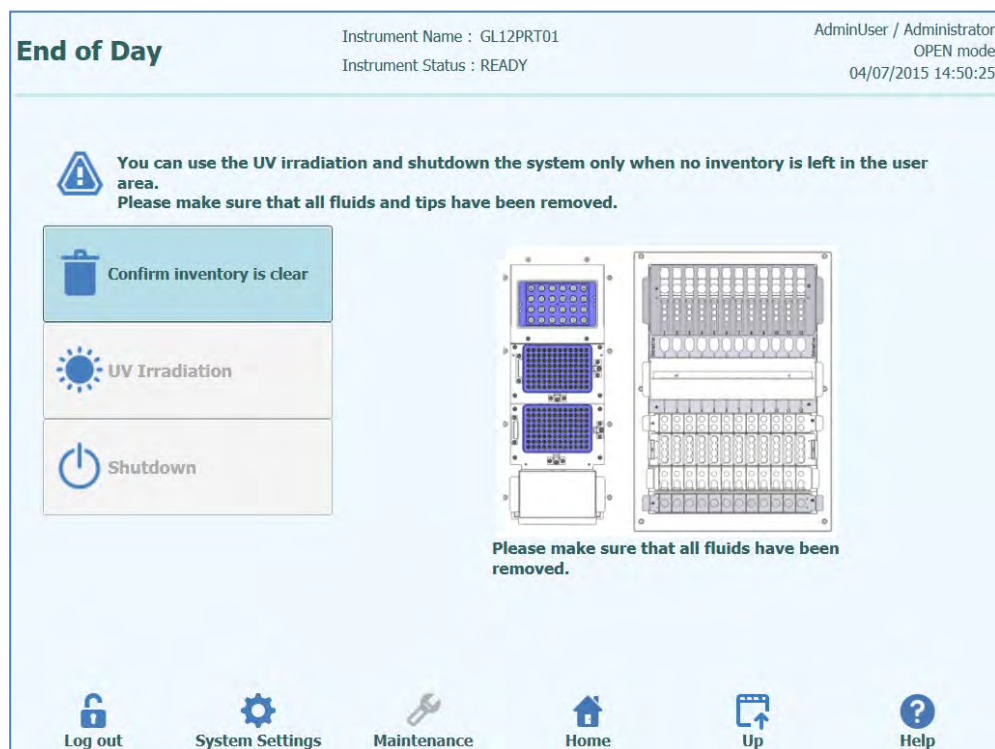 End of Day
Instrument Name : GL12PRT01
Instrument Status : READY
AdminUser / Administrator
OPEN mode
04/07/2015 14:50:25
You can use the UV irradiation and shutdown the system only when no inventory is left in the user
area.
Please make sure that all fluids and tips have been removed.
Confirm inventory is clear
UV Irradiation
Shutdown
Please make sure that all fluids have been
removed.
Log out
System Settings
Maintenance
Home
Up
Help